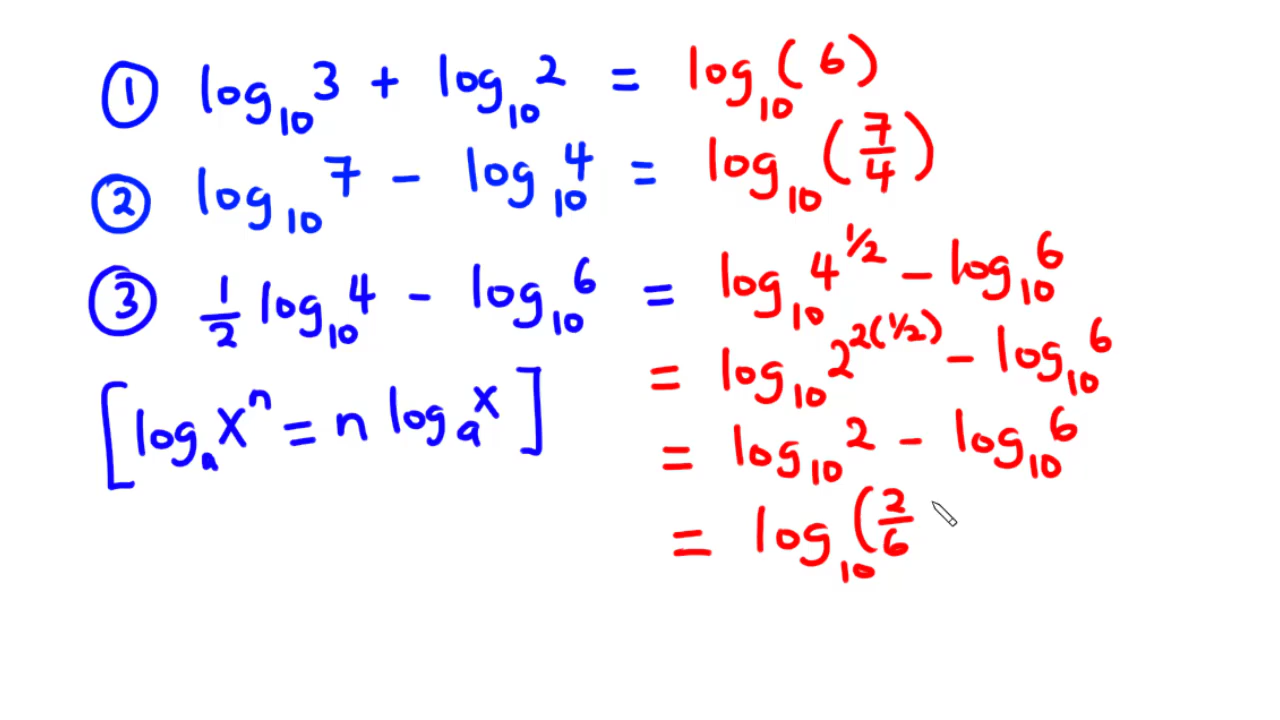 ① log₁₀3 + log₁₀2 = log₁₀(6)
② log₁₀7 − log₁₀4 = log₁₀(7/4)
③ 1/2 log₁₀4 − log₁₀6 = log₁₀4^1/2 − log₁₀6
= log₁₀2^2(1/2) − log₁₀6
[logₐxⁿ = n logₐx]
= log₁₀2 − log₁₀6
= log₁₀(2/6